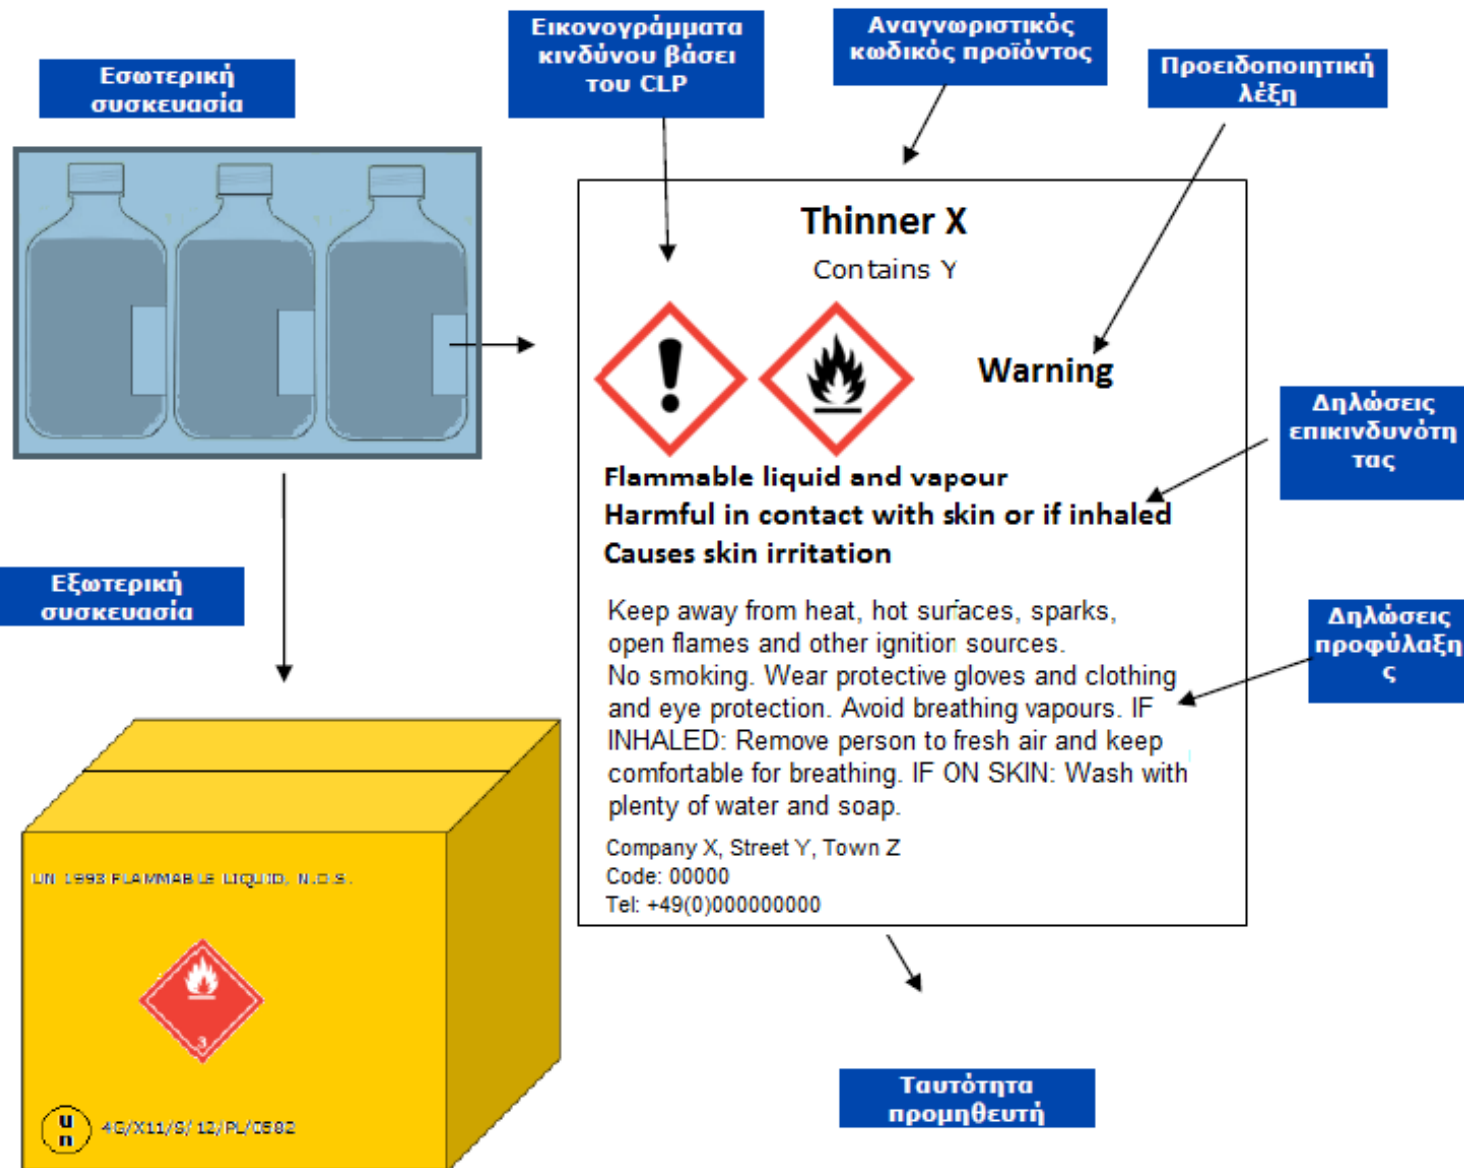 Εσωτερική
συσκευασία
Εικονογράμματα
κινδύνου βάσει
του CLP
Αναγνωριστικός
κωδικός προϊόντος
Προειδοποιητική
λέξη
Thinner X
Contains Y
Warning
Δηλώσεις
επικινδυνότη
τας
Flammable liquid and vapour
Harmful in contact with skin or if inhaled
Causes skin irritation
Εξωτερική
συσκευασία
Keep away from heat, hot surfaces, sparks,
open flames and other ignition sources.
No smoking. Wear protective gloves and clothing
and eye protection. Avoid breathing vapours. IF
INHALED: Remove person to fresh air and keep
comfortable for breathing. IF ON SKIN: Wash with
plenty of water and soap.
Δηλώσεις
προφύλαξη
ς
Company X, Street Y, Town Z
Code: 00000
Tel: +49(0)000000000
UN 1993 FLAMMABLE LIQUID, N.O.S.
3
u
n
4G/X11/S/12/PL/0582
Ταυτότητα
προμηθευτή